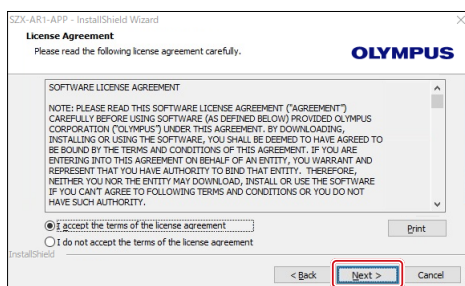 SZX-AR1-APP - InstallShield Wizard
License Agreement
Please read the following license agreement carefully.
OLYMPUS
SOFTWARE LICENSE AGREEMENT
NOTE: PLEASE READ THIS SOFTWARE LICENSE AGREEMENT ("AGREEMENT")
CAREFULLY BEFORE USING SOFTWARE (AS DEFINED BELOW) PROVIDED OLYMPUS
CORPORATION ("OLYMPUS") UNDER THIS AGREEMENT. BY DOWNLOADING,
INSTALLING OR USING THE SOFTWARE, YOU SHALL BE DEEMED TO HAVE AGREED TO
BE BOUND BY THE TERMS AND CONDITIONS OF THIS AGREEMENT. IF YOU ARE
ENTERING INTO THIS AGREEMENT ON BEHALF OF AN ENTITY, YOU WARRANT AND
REPRESENT THAT YOU HAVE AUTHORITY TO BIND THAT ENTITY. THEREFORE,
NEITHER YOU NOR THE ENTITY MAY DOWNLOAD, INSTALL OR USE THE SOFTWARE
IF YOU CAN'T AGREE TO FOLLOWING TERMS AND CONDITIONS OR YOU DO NOT
HAVE SUCH AUTHORITY.
I accept the terms of the license agreement
Print
I do not accept the terms of the license agreement
InstallShield
< Back
Next >
Cancel